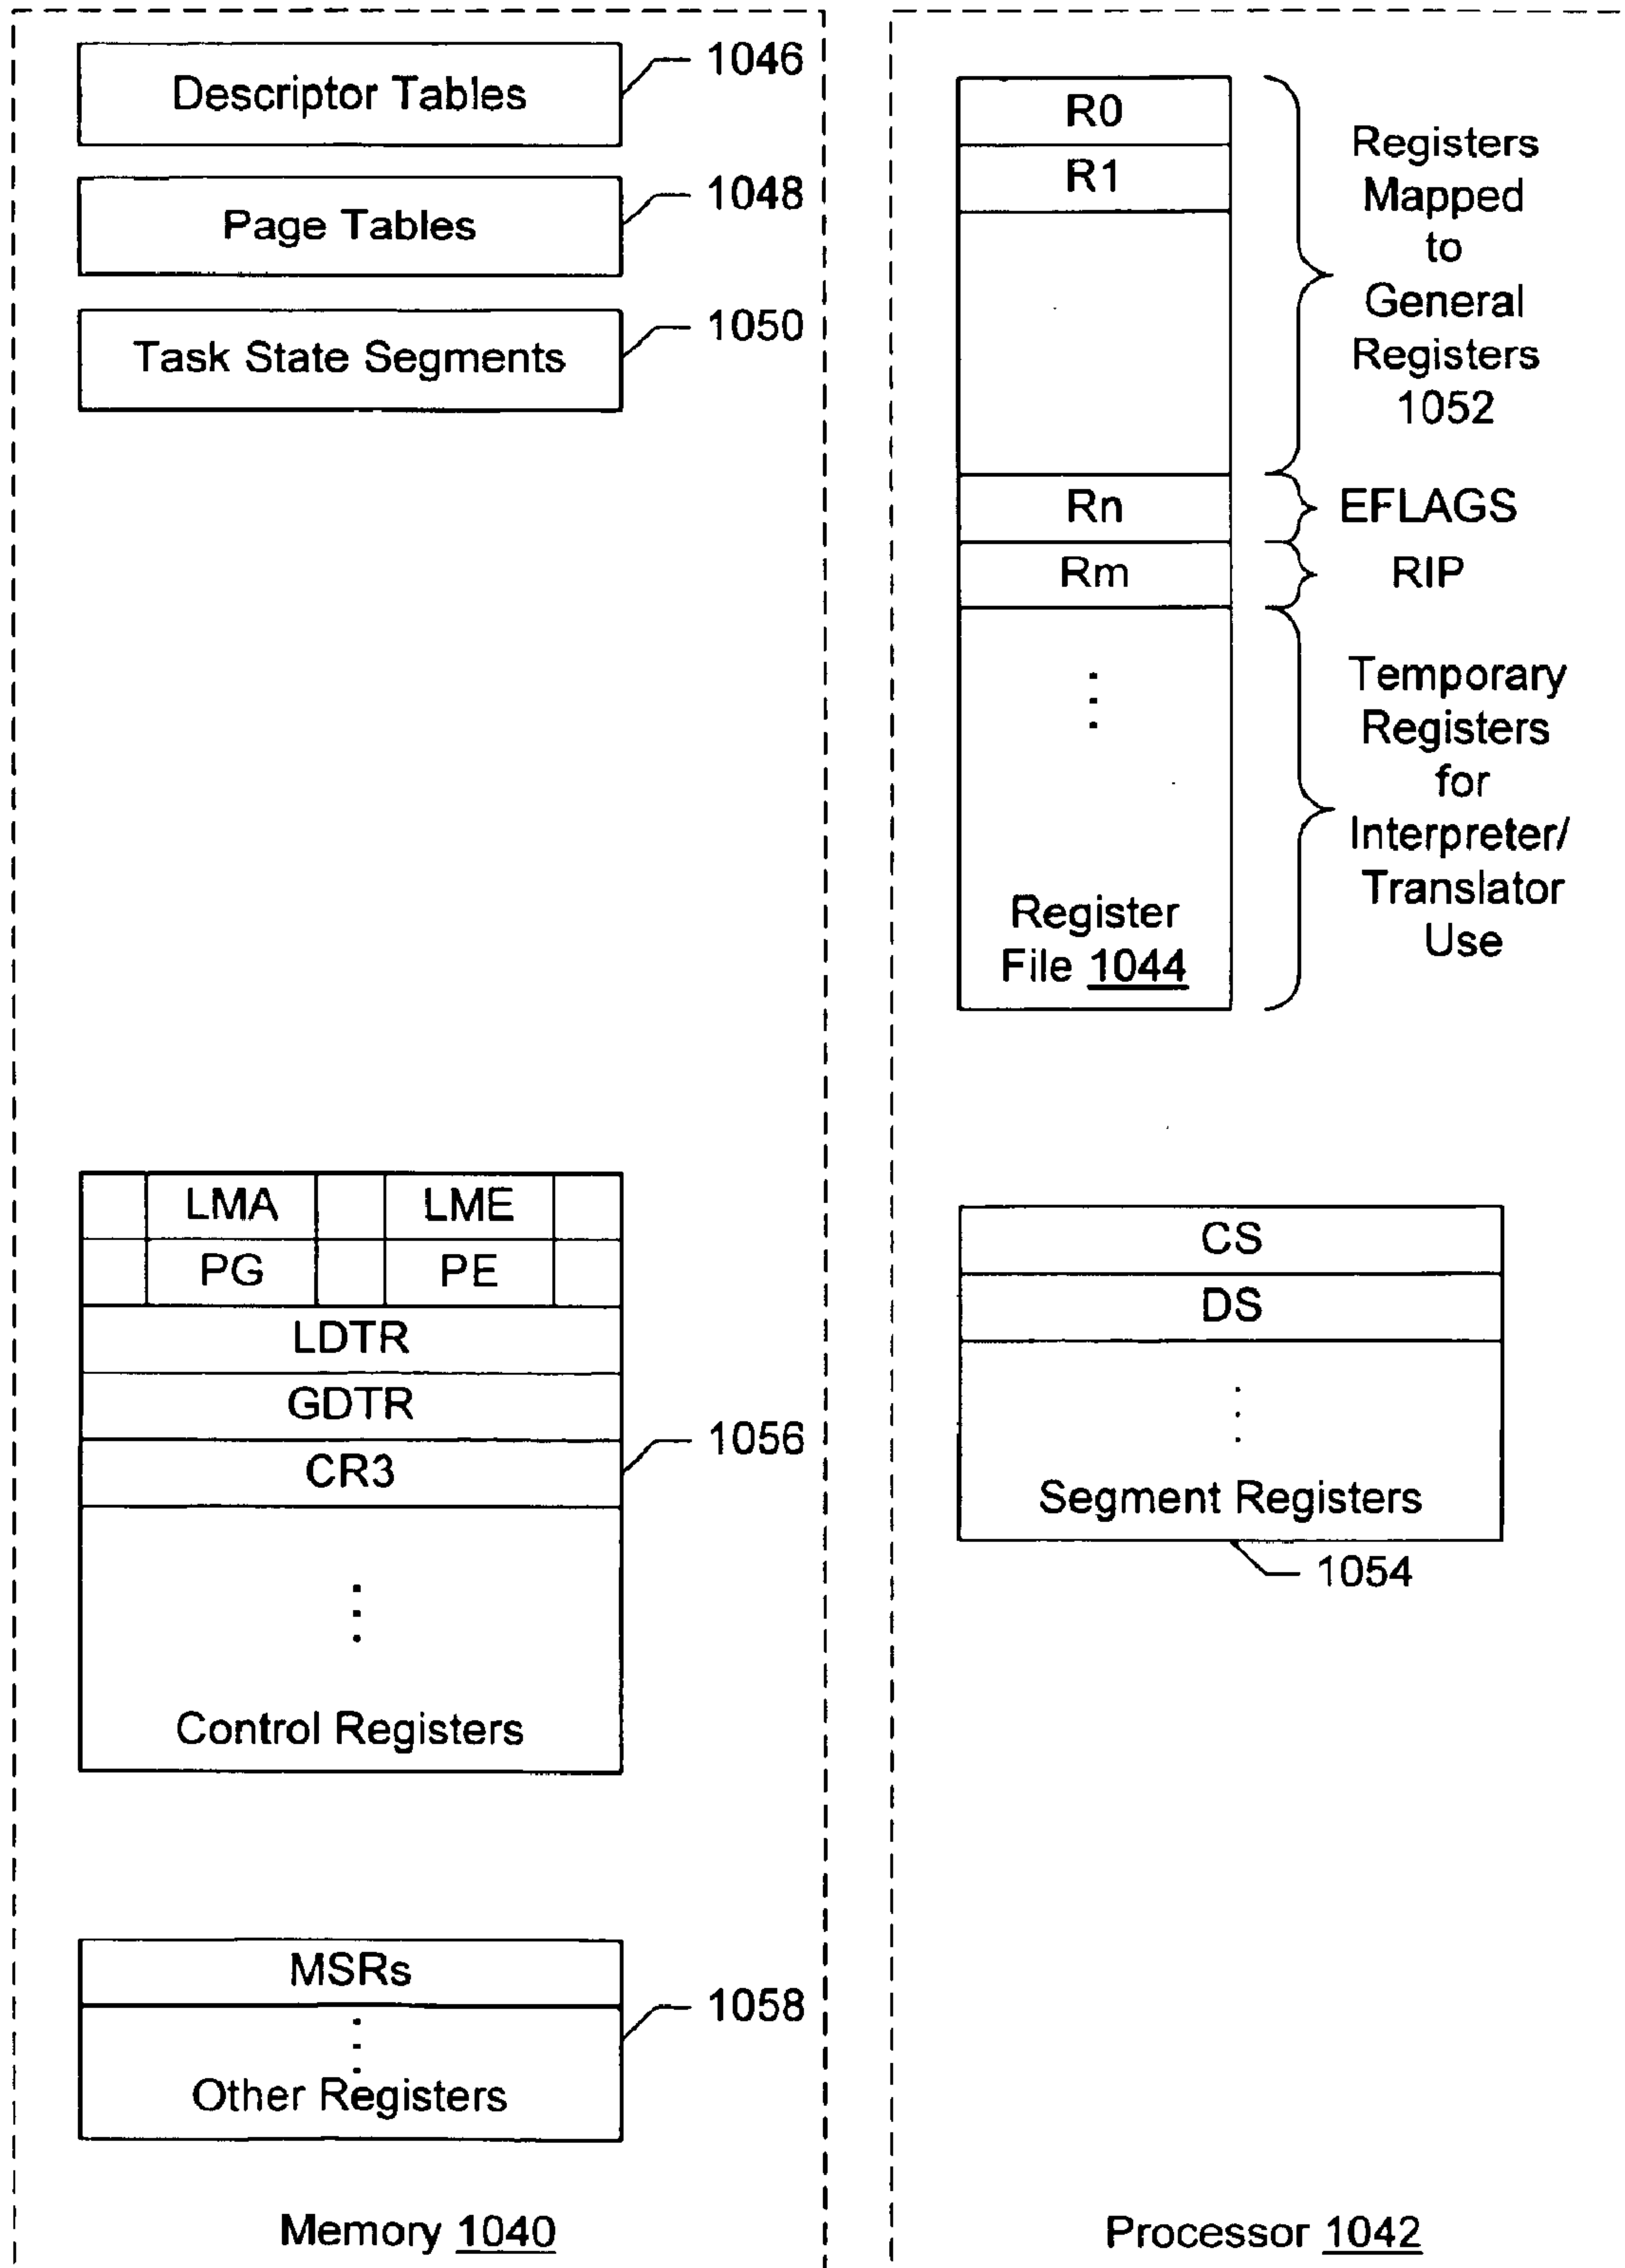 Descriptor Tables
1046
Page Tables
1048
Task State Segments
1050
LMA LME
PG PE
LDTR
GDTR
CR3
1056
Control Registers
MSRs
1058
Other Registers
Memory 1040
R0
R1
Registers
Mapped
to
General
Registers
1052
Rn
EFLAGS
Rm
RIP
Temporary
Registers
for
Interpreter/
Translator
Use
Register
File 1044
CS
DS
Segment Registers
1054
Processor 1042